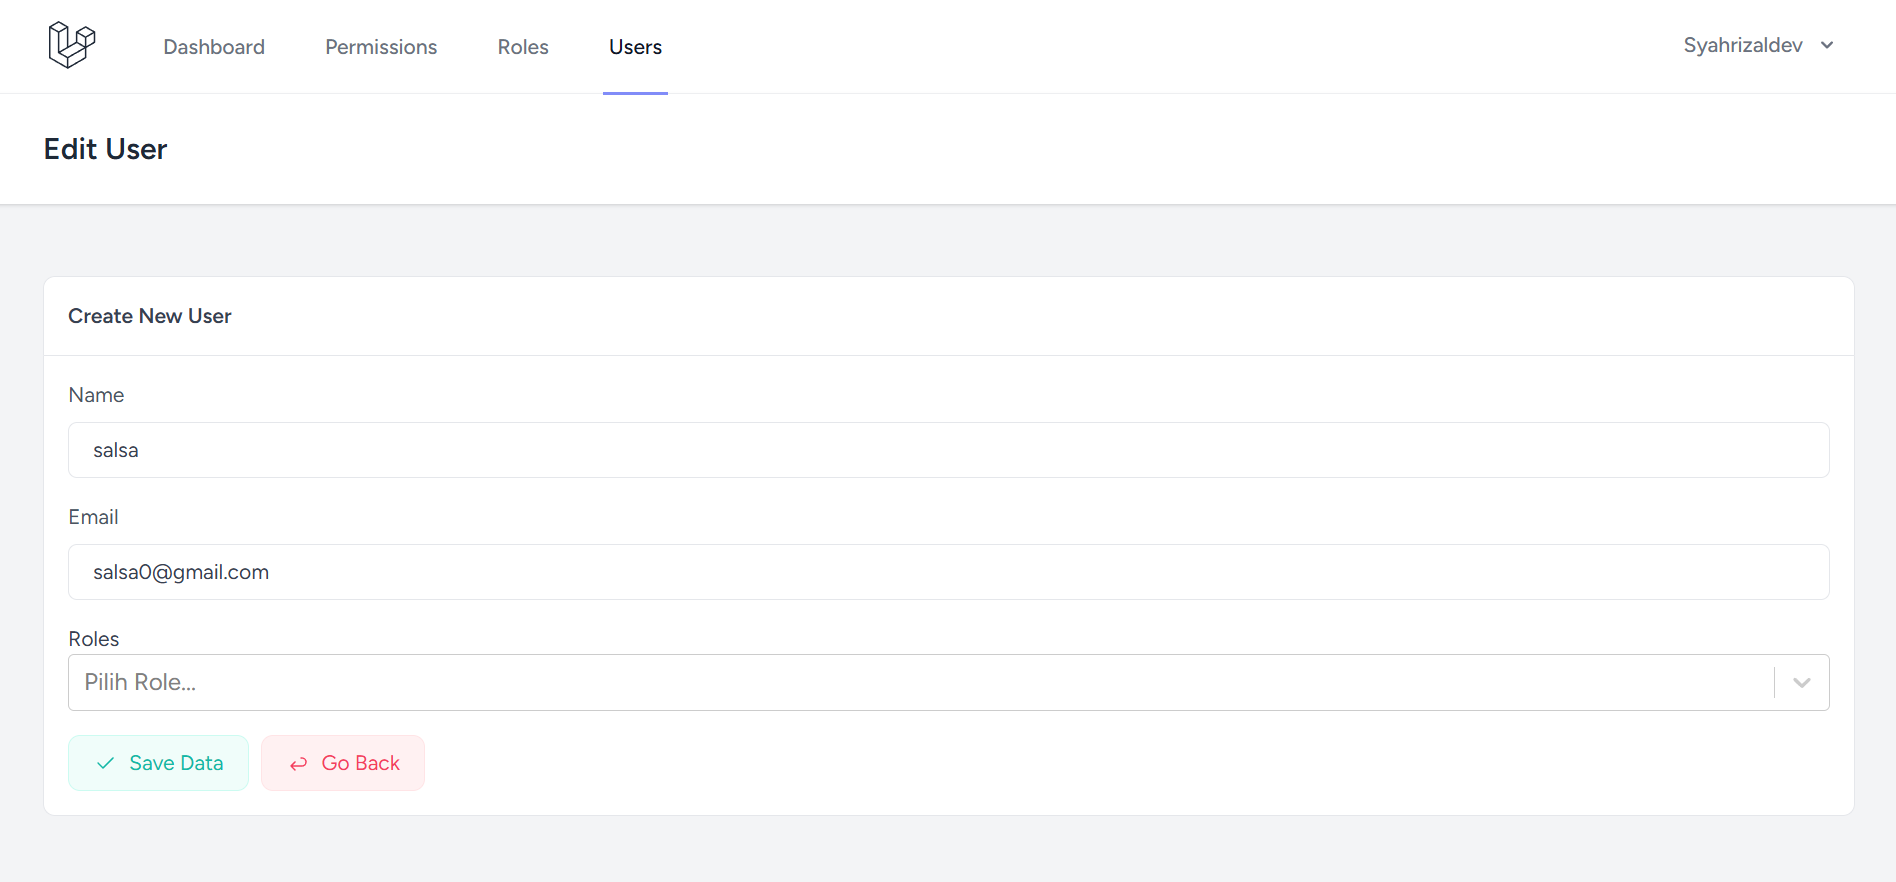 Dashboard Permissions Roles Users Syahrizaldev
Edit User
Create New User
Name
salsa
Email
salsa0@gmail.com
Roles
Pilih Role...
Save Data Go Back